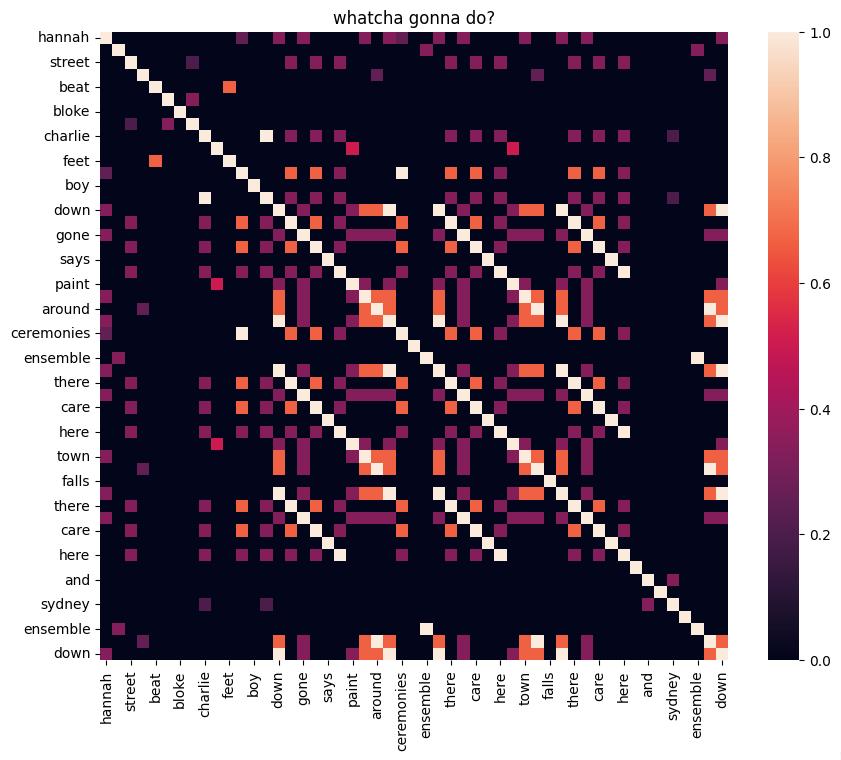 whatcha gonna do?
hannah
street
beat
bloke
charlie
feet
boy
down
gone
says
paint
around
ceremonies
ensemble
there
care
here
town
falls
there
care
here
and
sydney
ensemble
down
1.0
0.8
0.6
0.4
0.2
0.0
hannah
street
beat
bloke
charlie
feet
boy
down
gone
says
paint
around
ceremonies
ensemble
there
care
here
town
falls
there
care
here
and
sydney
ensemble
down